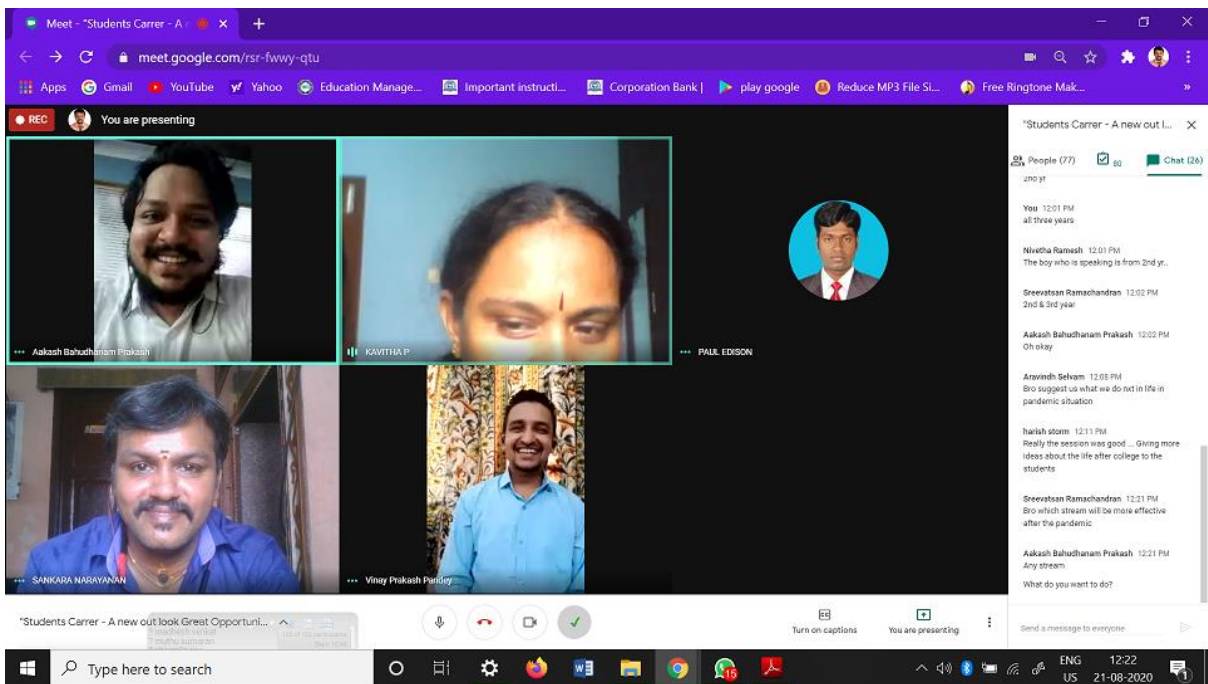 Meet - "Students Carrer - A
meet.google.com/rsr-fwwy-qtu
Apps Gmail YouTube Yahoo Education Manage... Important instructi... Corporation Bank | play google Reduce MP3 File Si... Free Ringtone Mak... »
REC You are presenting
Aakash Bahudhanam Prakash
KAVITHA P
PAUL EDISON
SANKARA NARAYANAN
Vinay Prakash Pandey
"Students Carrer - A new out l...
People (77) 80 Chat (26)
2nd yr
You 12:01 PM
all three years
Nivetha Ramesh 12:01 PM
The boy who is speaking is from 2nd yr..
Sreevatsan Ramachandran 12:02 PM
2nd & 3rd year
Aakash Bahudhanam Prakash 12:02 PM
Oh okay
Aravindh Selvam 12:08 PM
Bro suggest us what we do nxt in life in
pandemic situation
harish storm 12:11 PM
Really the session was good ... Giving more
ideas about the life after college to the
students
Sreevatsan Ramachandran 12:21 PM
Bro which stream will be more effective
after the pandemic
Aakash Bahudhanam Prakash 12:21 PM
Any stream
What do you want to do?
Send a message to everyone
"Students Carrer - A new out look Great Opportuni...
Turn on captions
You are presenting
Type here to search
15
ENG
US
12:22
21-08-2020
1